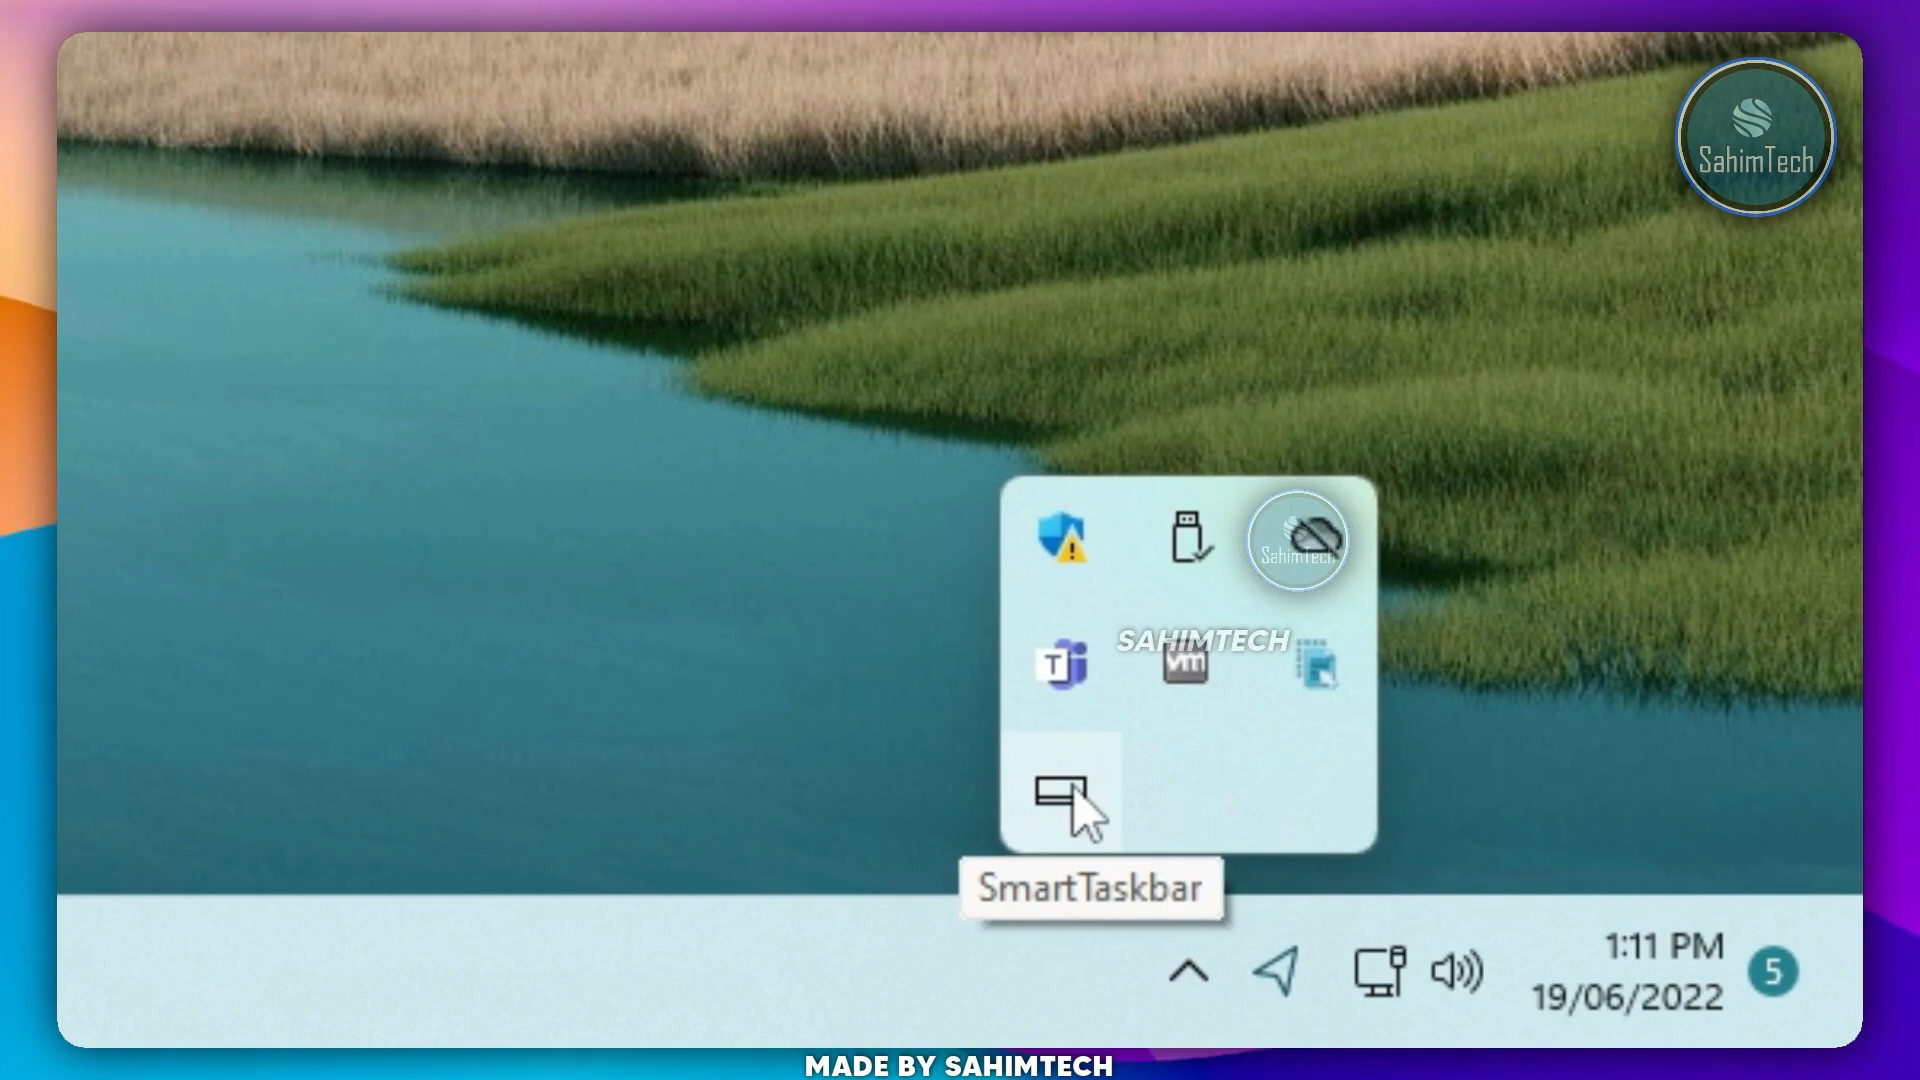 SahimTech
SahimTech
SAHIMTECH
T
vm
SmartTaskbar
1:11 PM
19/06/2022
5
MADE BY SAHIMTECH